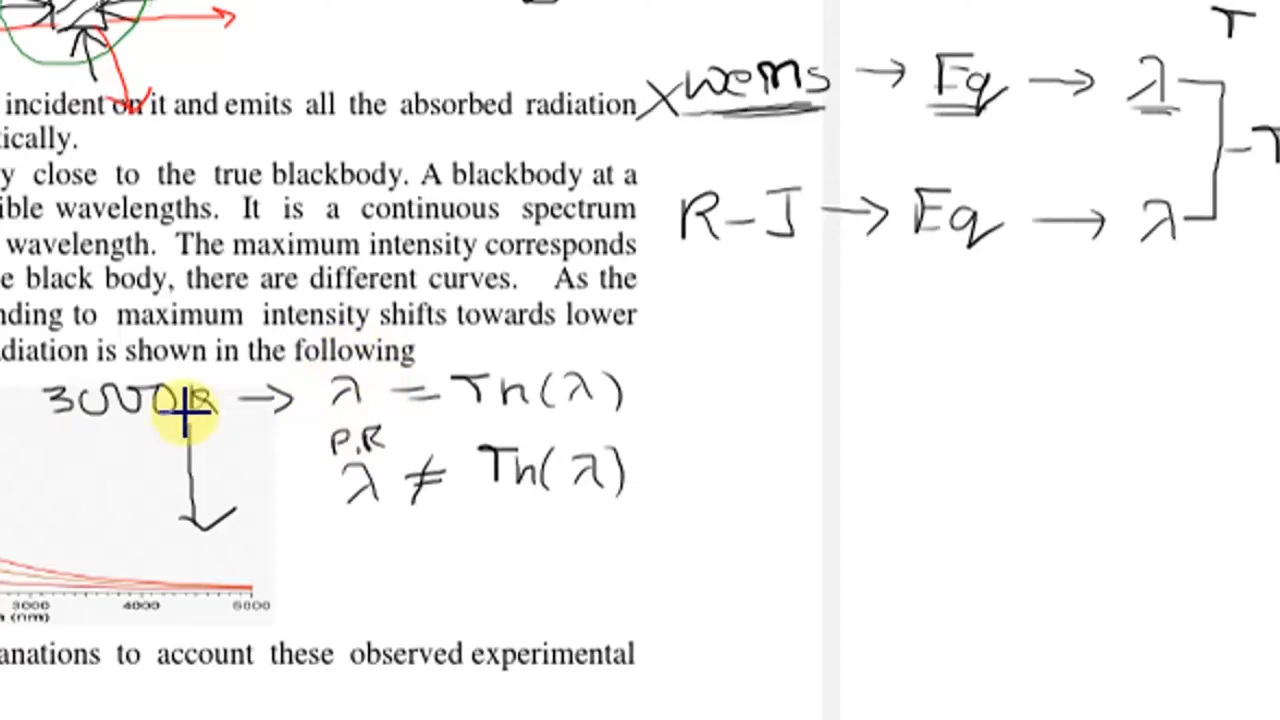 T
incident on it and emits all the absorbed radiation
Xwems → Eq → λ
tically.
- T
y close to the true blackbody. A blackbody at a
ible wavelengths. It is a continuous spectrum
R-J → Eq → λ
wavelength. The maximum intensity corresponds
e black body, there are different curves. As the
nding to maximum intensity shifts towards lower
diation is shown in the following
→ λ = Th(λ)
P.R
λ ≠ Th(λ)
3000 4000 6000
(nm)
anations to account these observed experimental